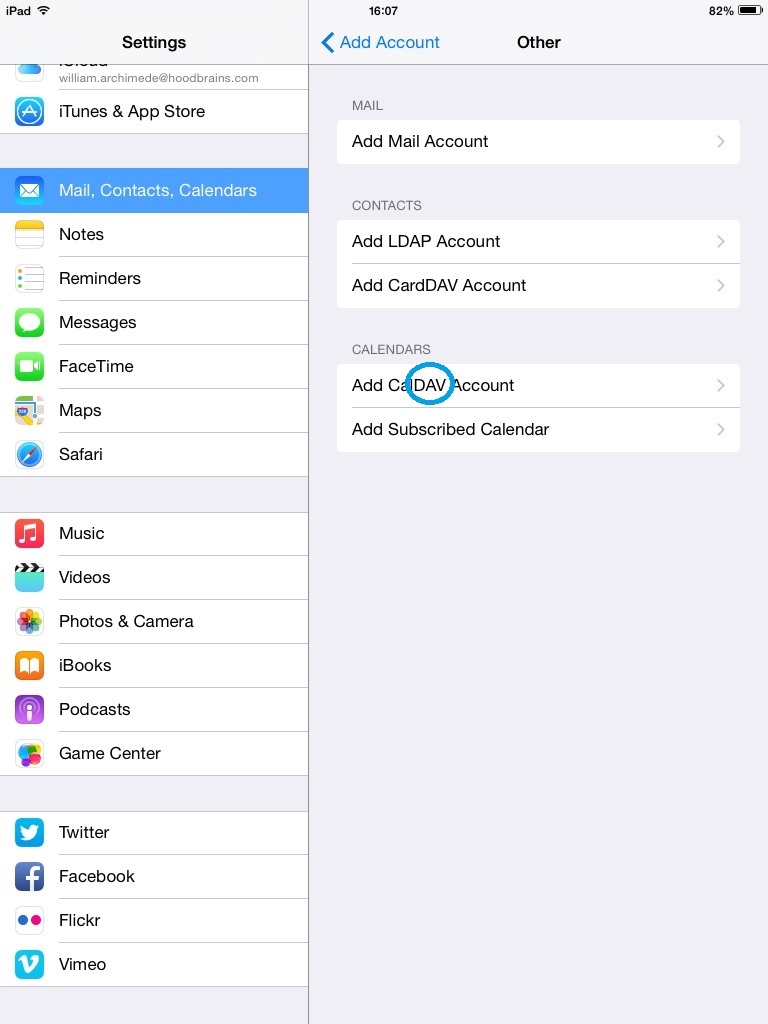 iPad
16:07
82%
Settings
Add Account
Other
iCloud
william.archimede@hoodbrains.com
iTunes & App Store
Mail, Contacts, Calendars
Notes
Reminders
Messages
FaceTime
Maps
Safari
Music
Videos
Photos & Camera
iBooks
Podcasts
Game Center
Twitter
Facebook
Flickr
Vimeo
MAIL
Add Mail Account
CONTACTS
Add LDAP Account
Add CardDAV Account
CALENDARS
Add CalDAV Account
Add Subscribed Calendar